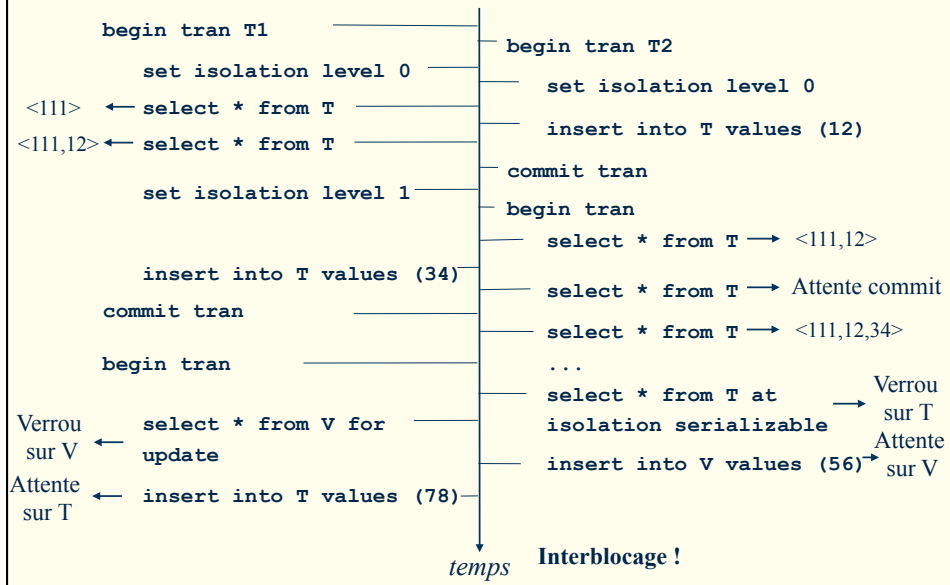 begin tran T1
begin tran T2
set isolation level 0
set isolation level 0
<111>
select * from T
insert into T values (12)
<111,12>
select * from T
commit tran
set isolation level 1
begin tran
select * from T
<111,12>
insert into T values (34)
select * from T
Attente commit
commit tran
select * from T
<111,12,34>
begin tran
...
select * from T at
isolation serializable
Verrou
sur T
Verrou
sur V
select * from V for
update
insert into V values (56)
Attente
sur V
Attente
sur T
insert into T values (78)
temps
Interblocage !